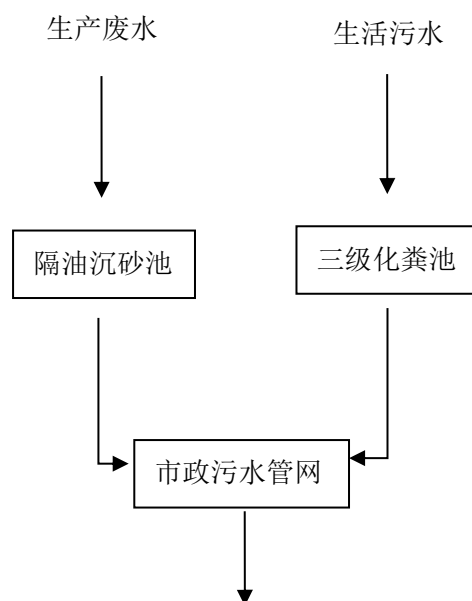 生产废水
生活污水
隔油沉砂池
三级化粪池
市政污水管网